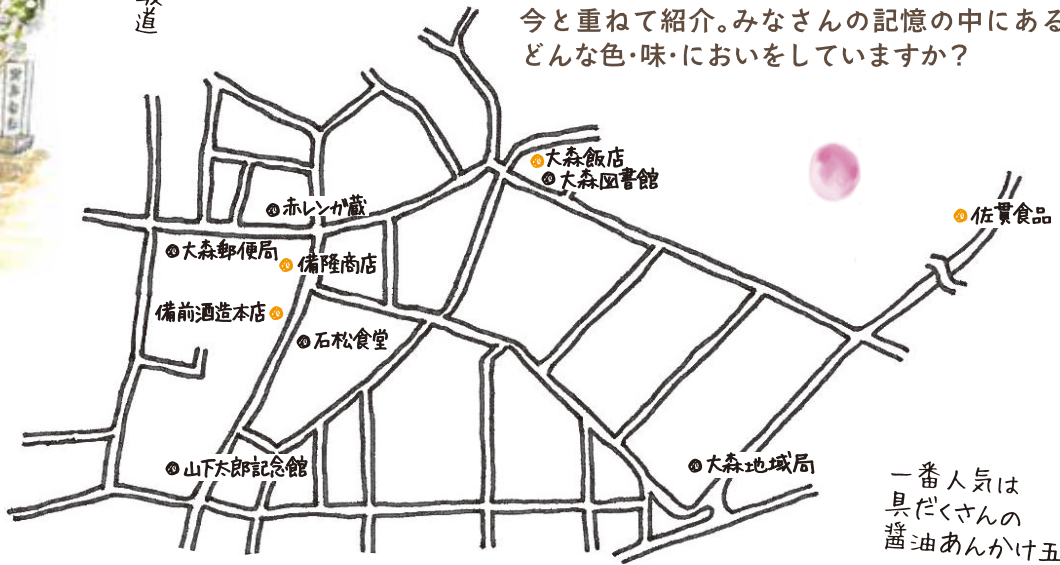 道
今と重ねて紹介。みなさんの記憶の中にある
どんな色・味・においをしていますか？
大森飯店
大森図書館
佐貫食品
赤レンガ蔵
大森郵便局
備隆商店
備前酒造本店
石松食堂
山下太郎記念館
大森地域局
一番人気は
具だくさんの
醤油あんかけ五